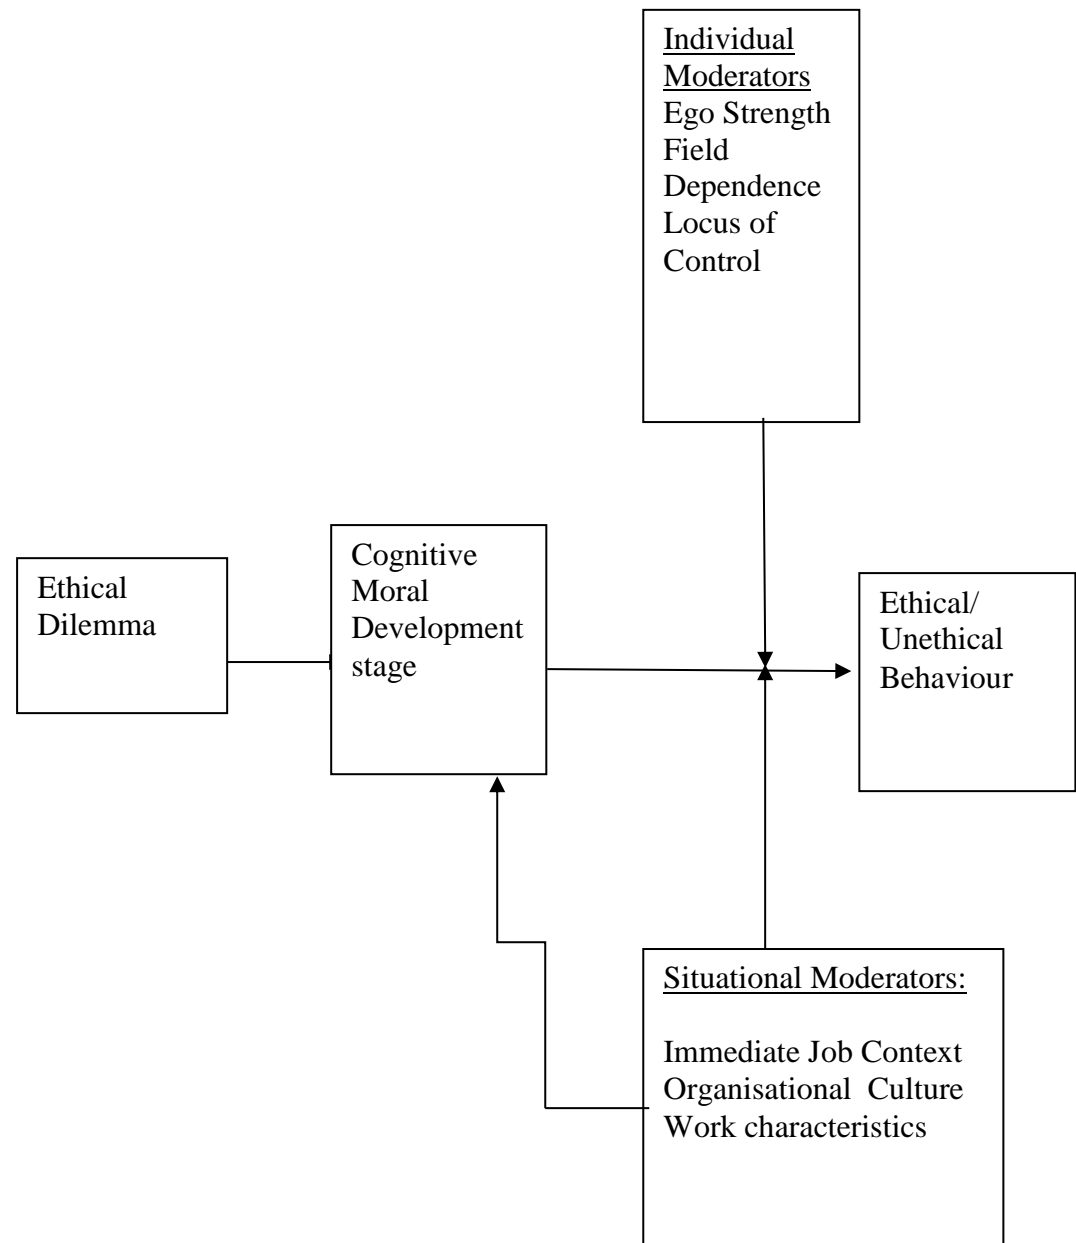 Individual
Moderators
Ego Strength
Field
Dependence
Locus of
Control
Ethical
Dilemma
Cognitive
Moral
Development
stage
Ethical/
Unethical
Behaviour
Situational Moderators:
Immediate Job Context
Organisational  Culture
Work characteristics